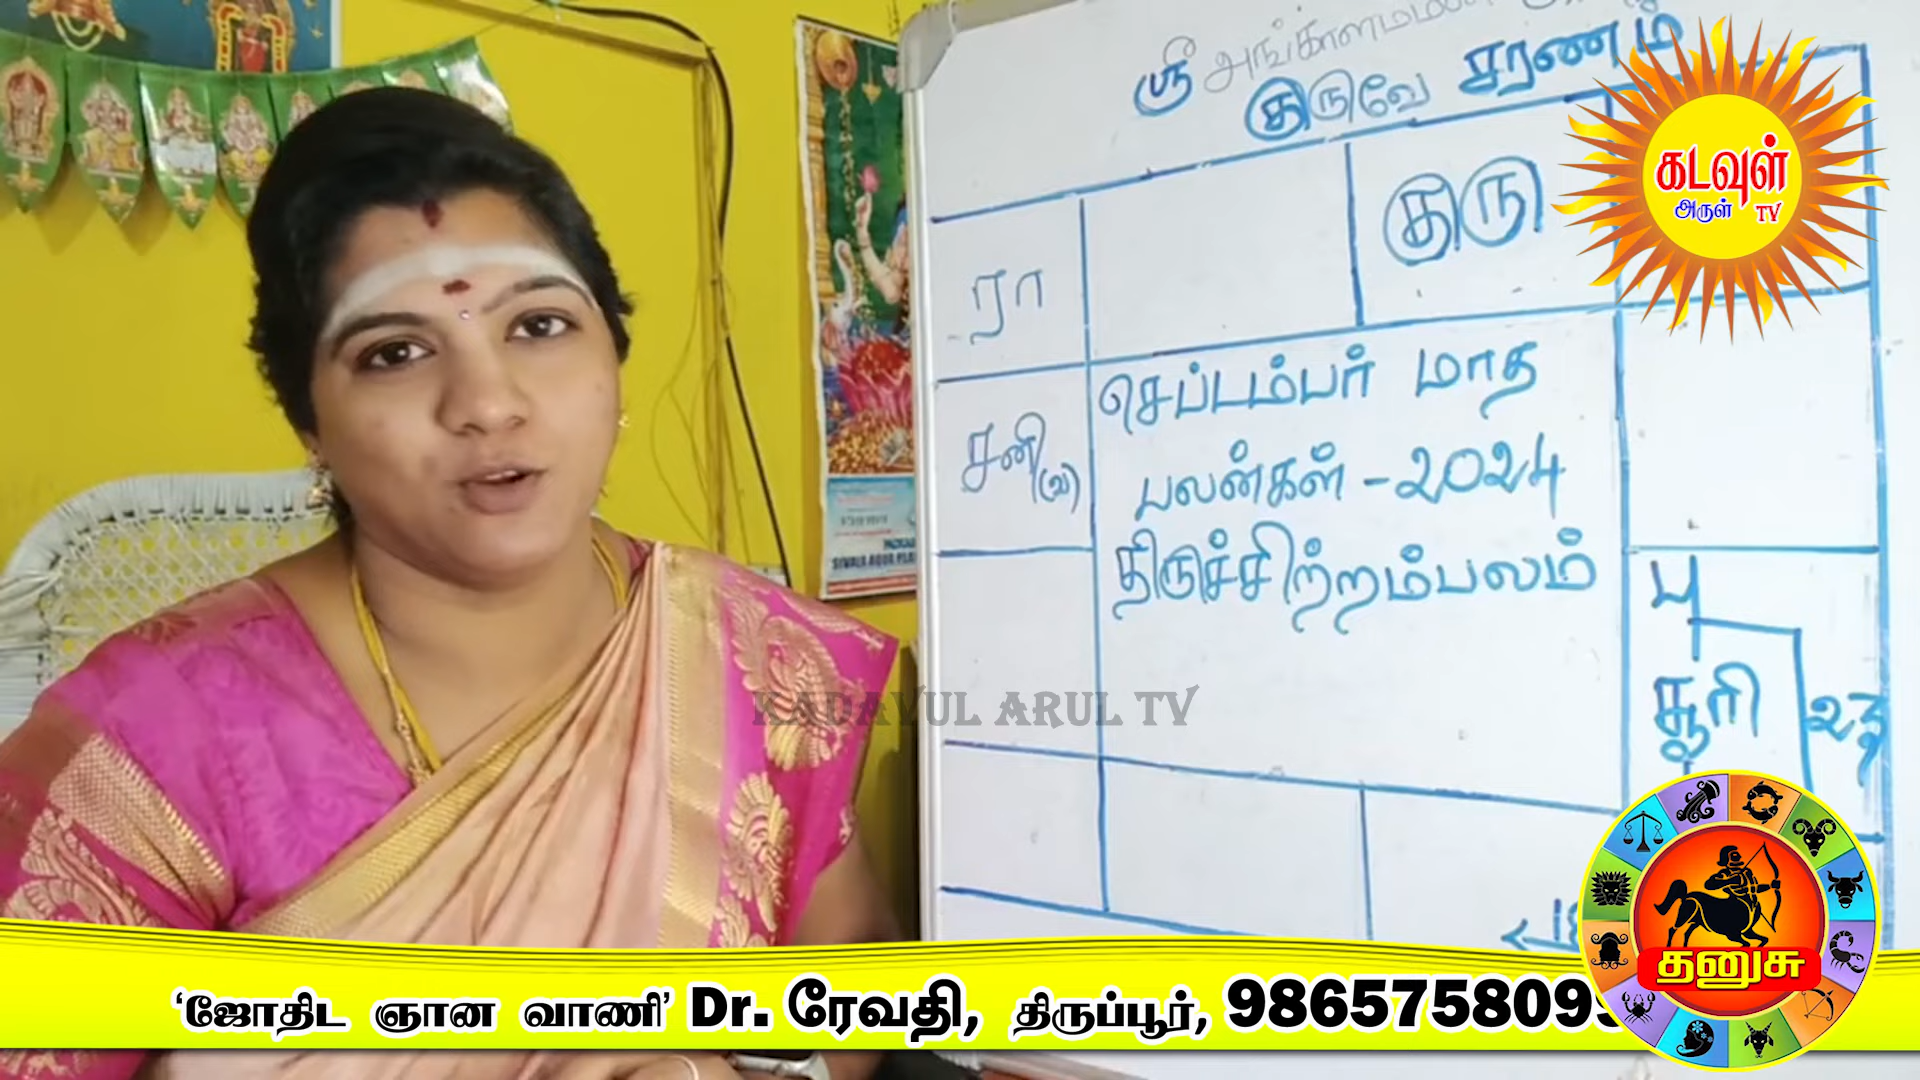 ஸ்ரீ அங்காளம்மன்
குருவே சரணம்
கடவுள்
அருள் TV
குரு
ரா
செப்டம்பர் மாத
சனி
(வ)
பலன்கள் - 2024
திருச்சிற்றம்பலம்
பு
சூரி
KADAVUL ARUL TV
தனுசு
'ஜோதிட ஞான வாணி' Dr. ரேவதி, திருப்பூர், 986575809